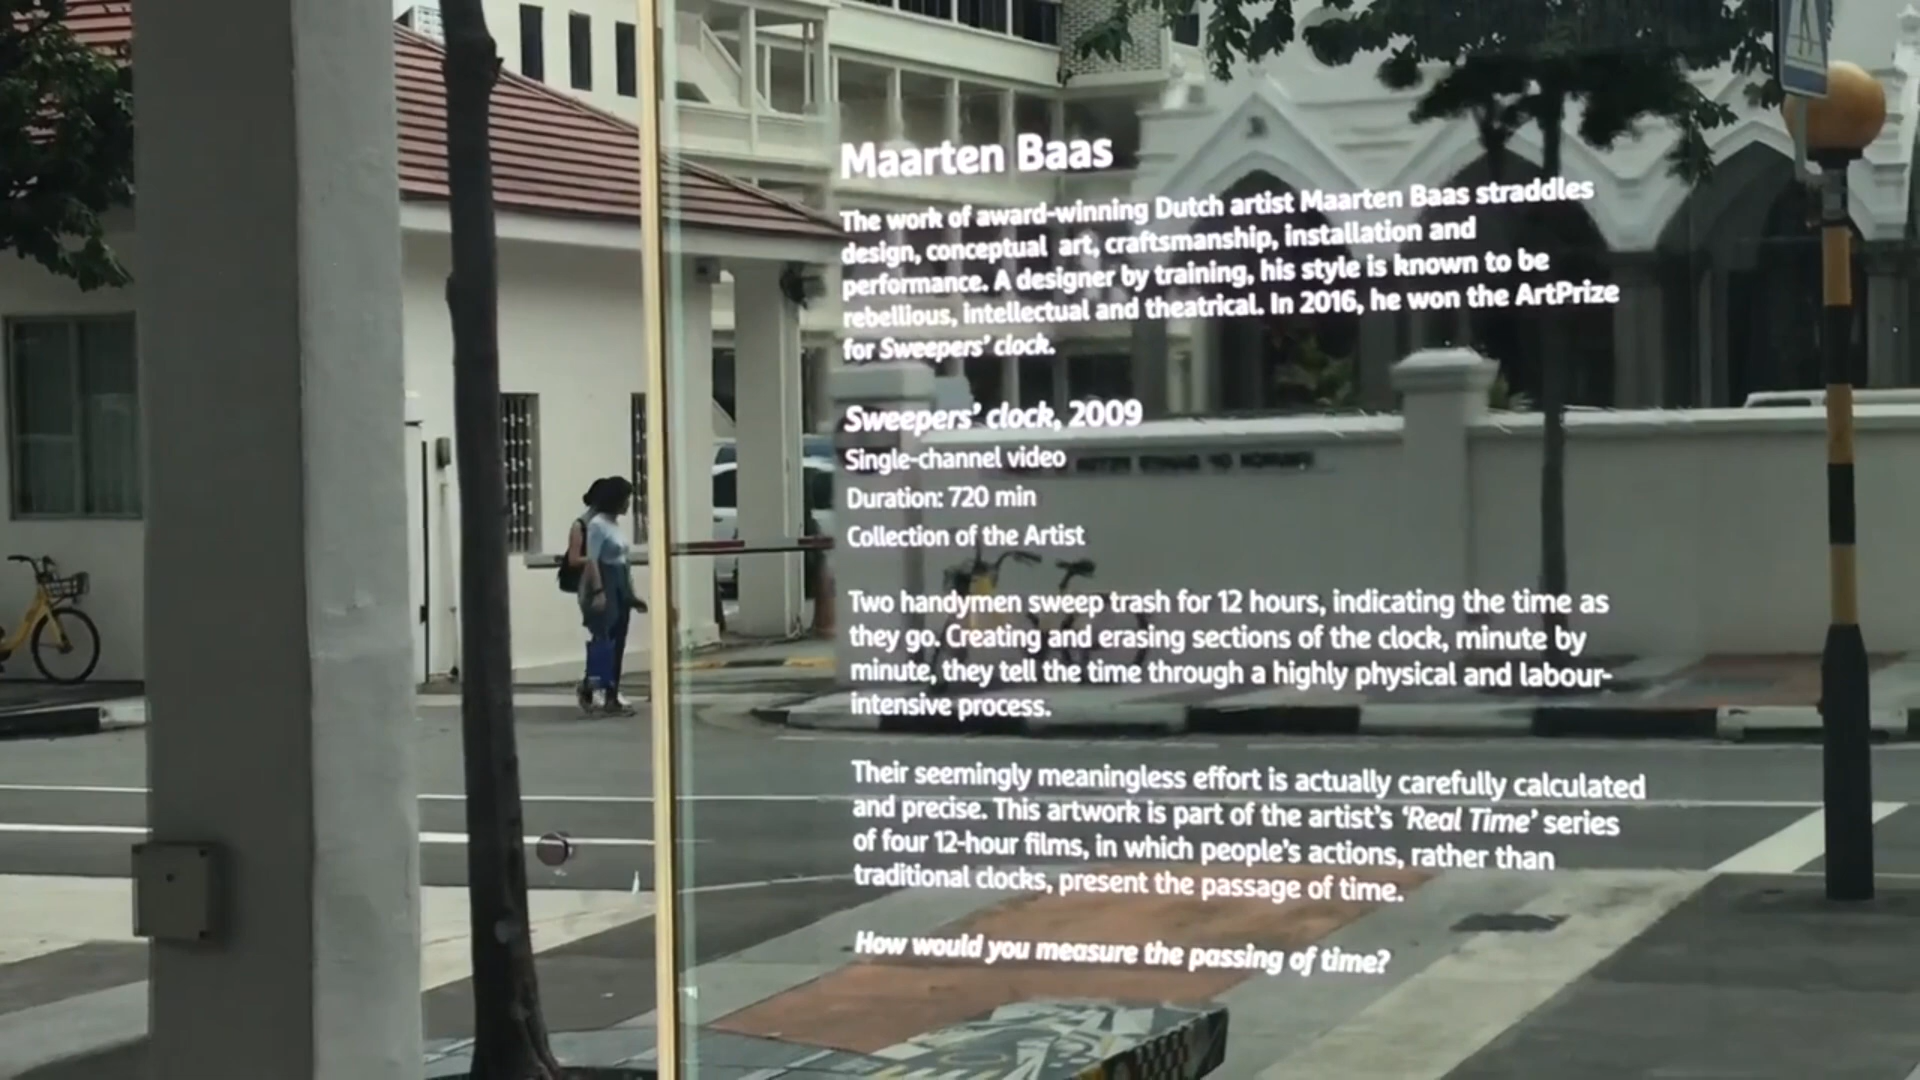 Maarten Baas
The work of award-winning Dutch artist Maarten Baas straddles
design, conceptual art, craftsmanship, installation and
performance. A designer by training, his style is known to be
rebellious, intellectual and theatrical. In 2016, he won the ArtPrize
for Sweepers' clock.
Sweepers' clock, 2009
Single-channel video
Duration: 720 min
Collection of the Artist
Two handymen sweep trash for 12 hours, indicating the time as
they go. Creating and erasing sections of the clock, minute by
minute, they tell the time through a highly physical and labour-
intensive process.
Their seemingly meaningless effort is actually carefully calculated
and precise. This artwork is part of the artist's 'Real Time' series
of four 12-hour films, in which people's actions, rather than
traditional clocks, present the passage of time.
How would you measure the passing of time?